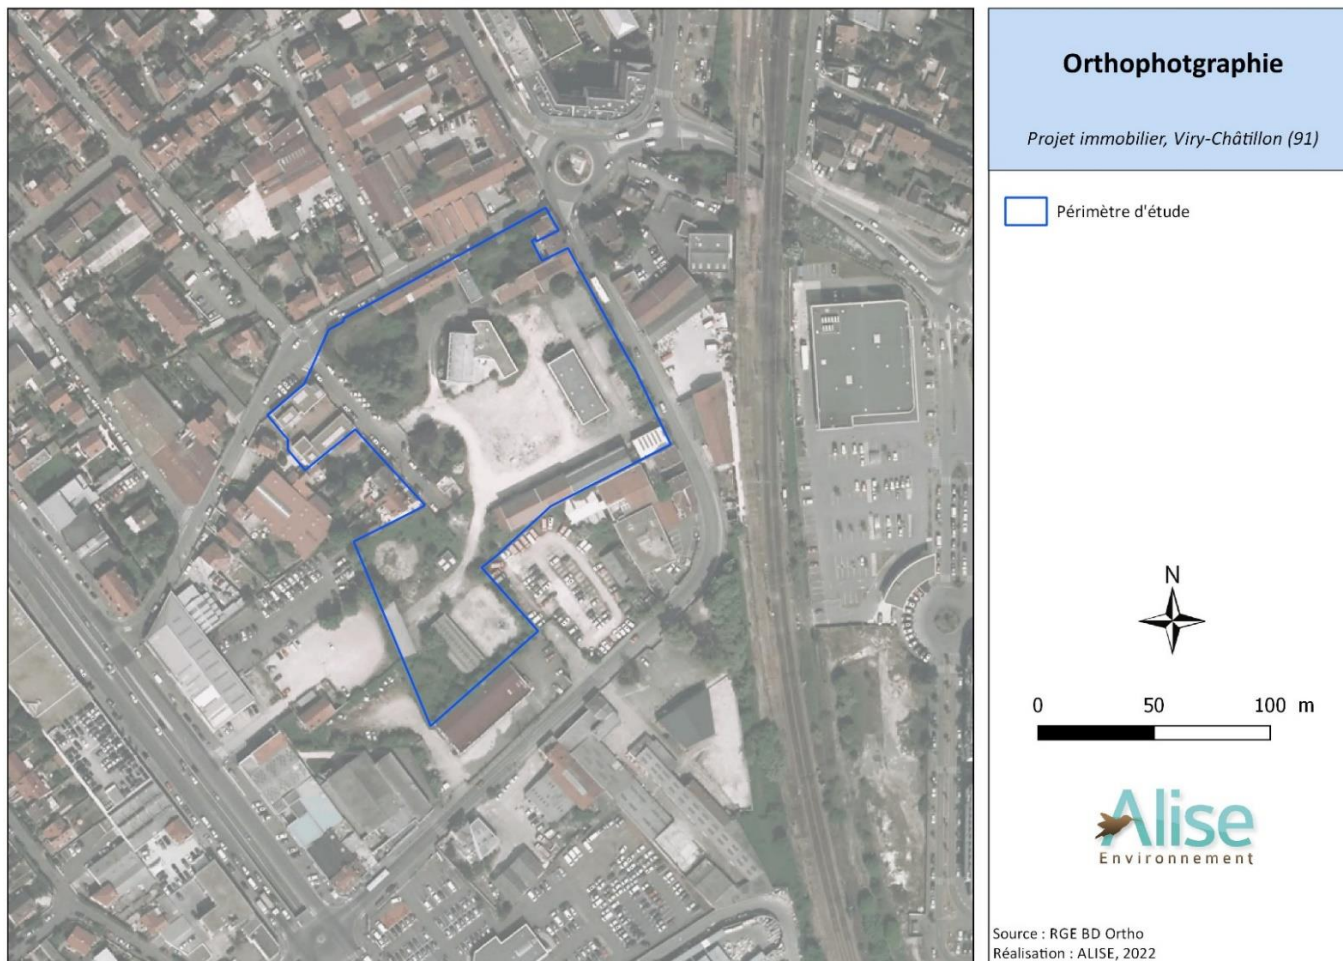 Orthophotgraphie
Projet immobilier, Viry-Châtillon (91)
Périmètre d'étude
N
0 50 100 m
Alise
Environnement
Source : RGE BD Ortho
Réalisation : ALISE, 2022